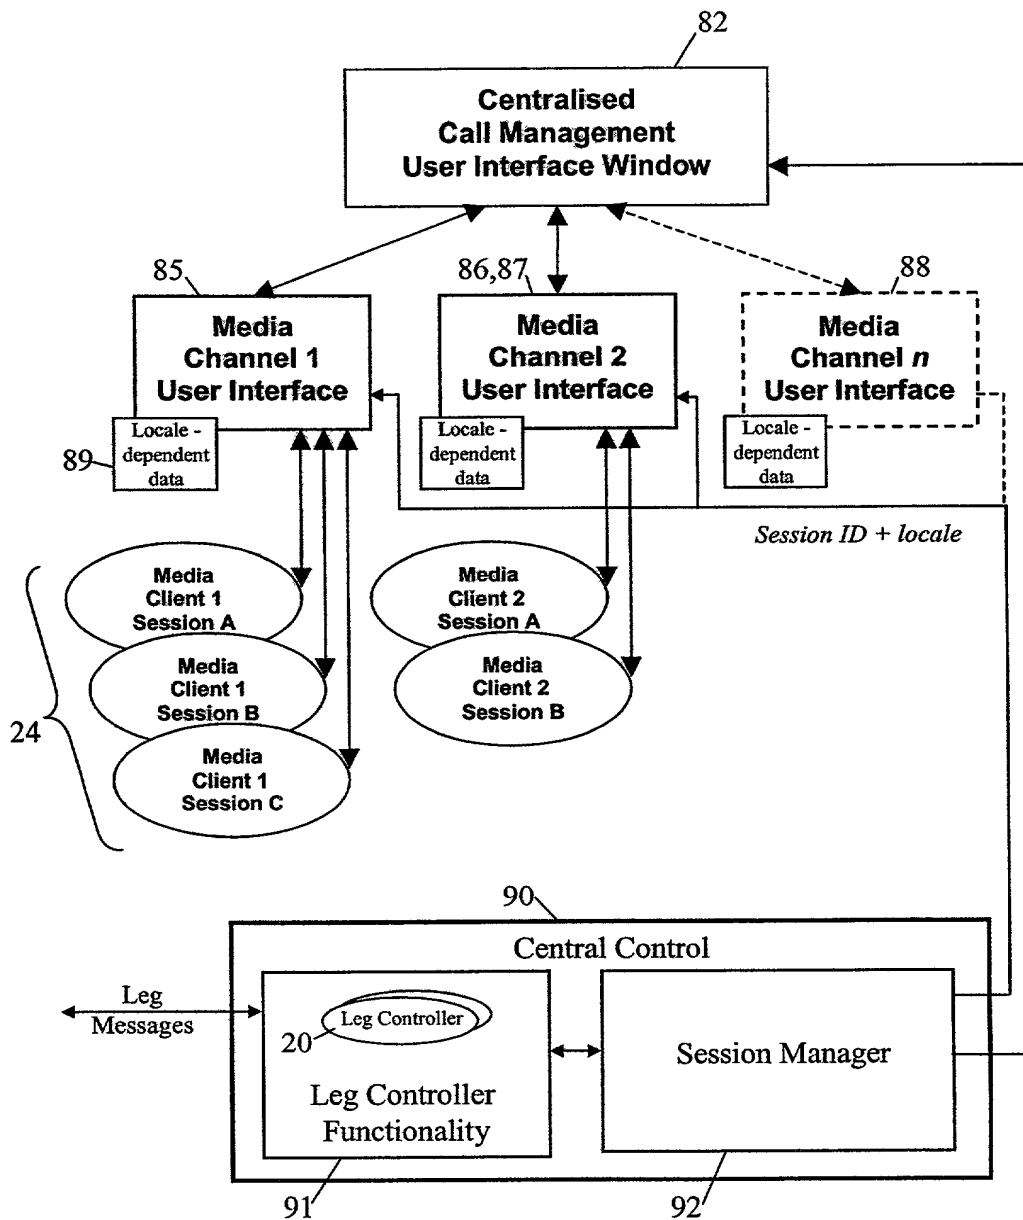 82
Centralised
Call Management
User Interface Window
85
86,87
88
Media
Channel 1
User Interface
Media
Channel 2
User Interface
Media
Channel n
User Interface
89
Locale -
dependent
data
Locale -
dependent
data
Locale -
dependent
data
Session ID + locale
24
Media
Client 1
Session A
Media
Client 1
Session B
Media
Client 1
Session C
Media
Client 2
Session A
Media
Client 2
Session B
90
Central Control
Leg
Messages
20
Leg Controller
Leg Controller
Functionality
Session Manager
91
92